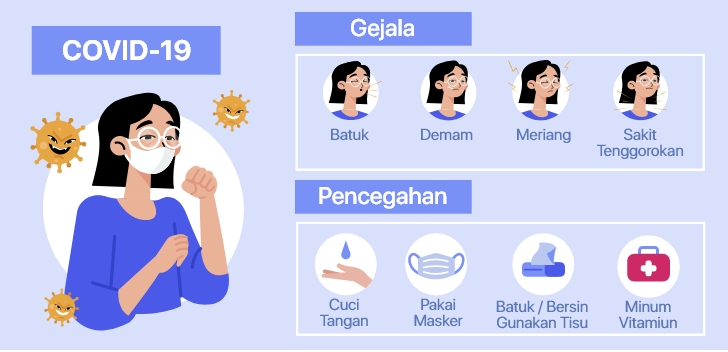 COVID-19
Gejala
Batuk
Demam
Meriang
Sakit
Tenggorokan
Pencegahan
Cuci
Tangan
Pakai
Masker
Batuk / Bersin
Gunakan Tisu
Minum
Vitamiun